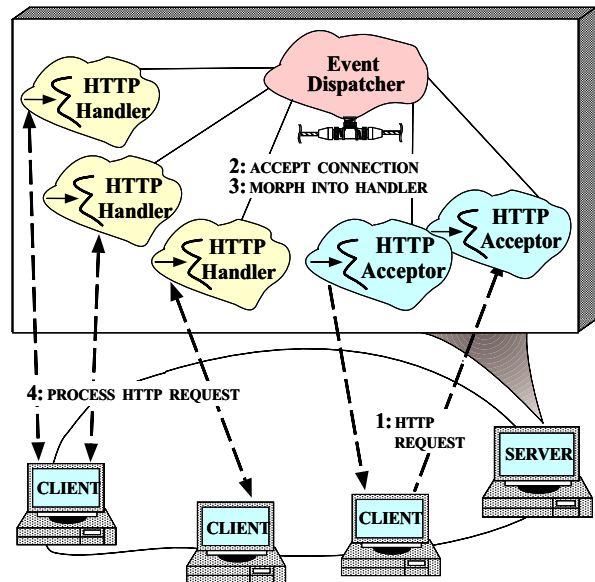 Event
Dispatcher
HTTP
Handler
HTTP
Handler
HTTP
Handler
2: ACCEPT CONNECTION
3: MORPH INTO HANDLER
HTTP
Acceptor
HTTP
Acceptor
4: PROCESS HTTP REQUEST
1: HTTP
REQUEST
SERVER
CLIENT
CLIENT
CLIENT